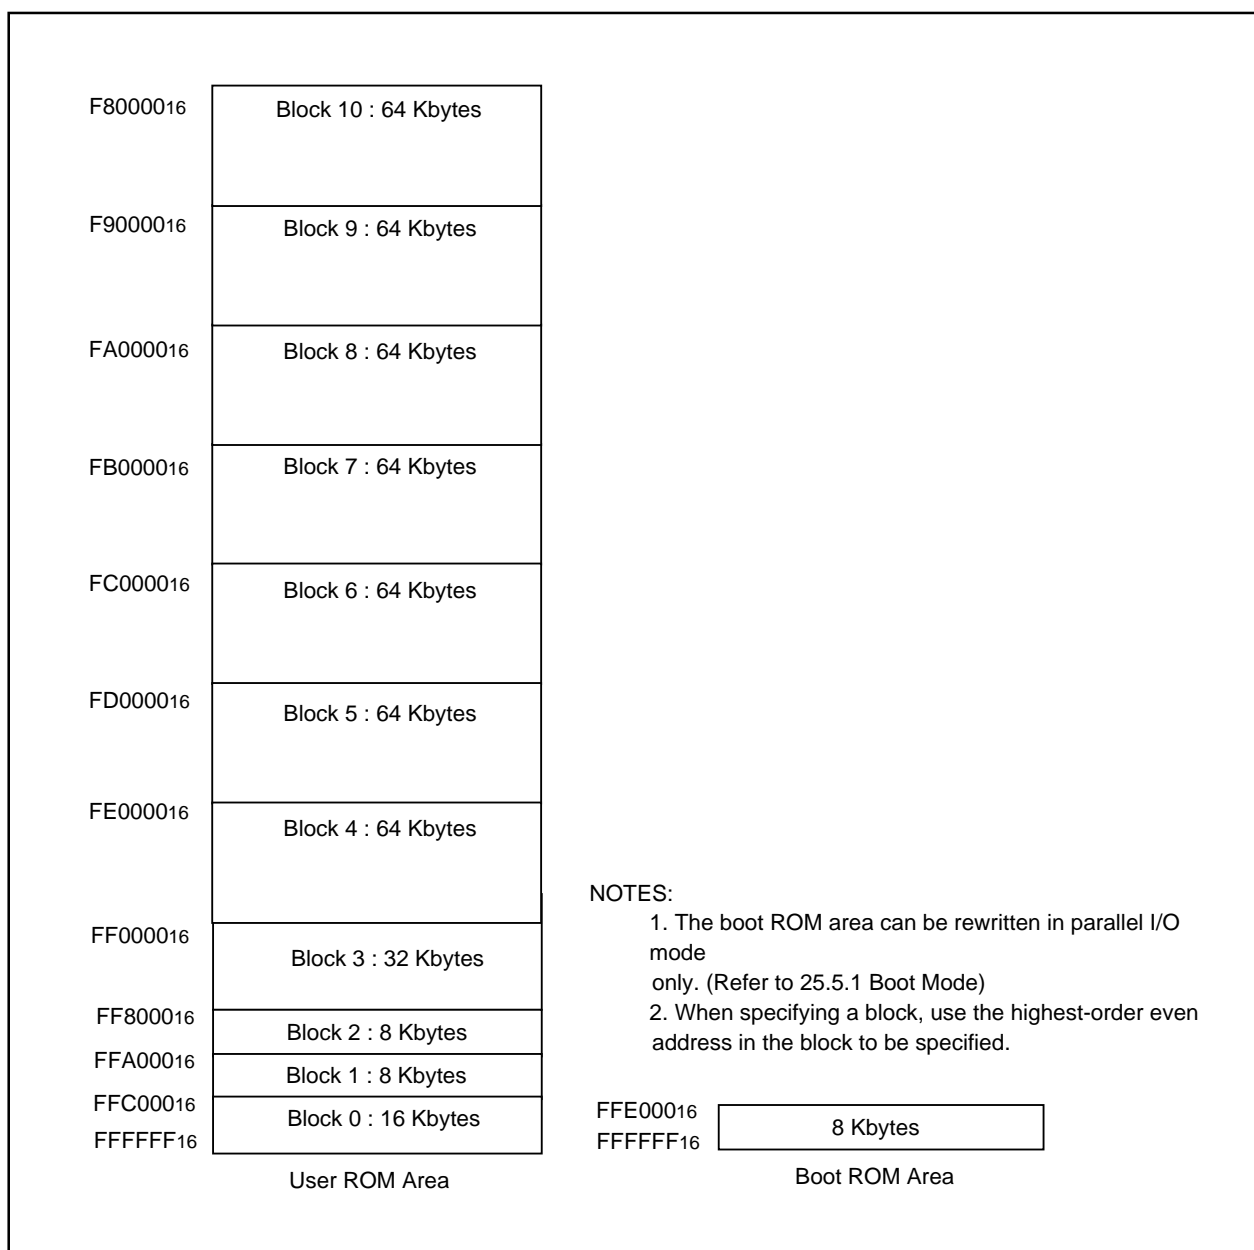 F8000016
Block 10 : 64 Kbytes
F9000016
Block 9 : 64 Kbytes
FA000016
Block 8 : 64 Kbytes
FB000016
Block 7 : 64 Kbytes
FC000016
Block 6 : 64 Kbytes
FD000016
Block 5 : 64 Kbytes
FE000016
Block 4 : 64 Kbytes
FF000016
Block 3 : 32 Kbytes
FF800016
Block 2 : 8 Kbytes
FFA00016
Block 1 : 8 Kbytes
FFC00016
Block 0 : 16 Kbytes
FFFFFF16
User ROM Area
NOTES:
1. The boot ROM area can be rewritten in parallel I/O
mode
only. (Refer to 25.5.1 Boot Mode)
2. When specifying a block, use the highest-order even
address in the block to be specified.
FFE00016
8 Kbytes
FFFFFF16
Boot ROM Area